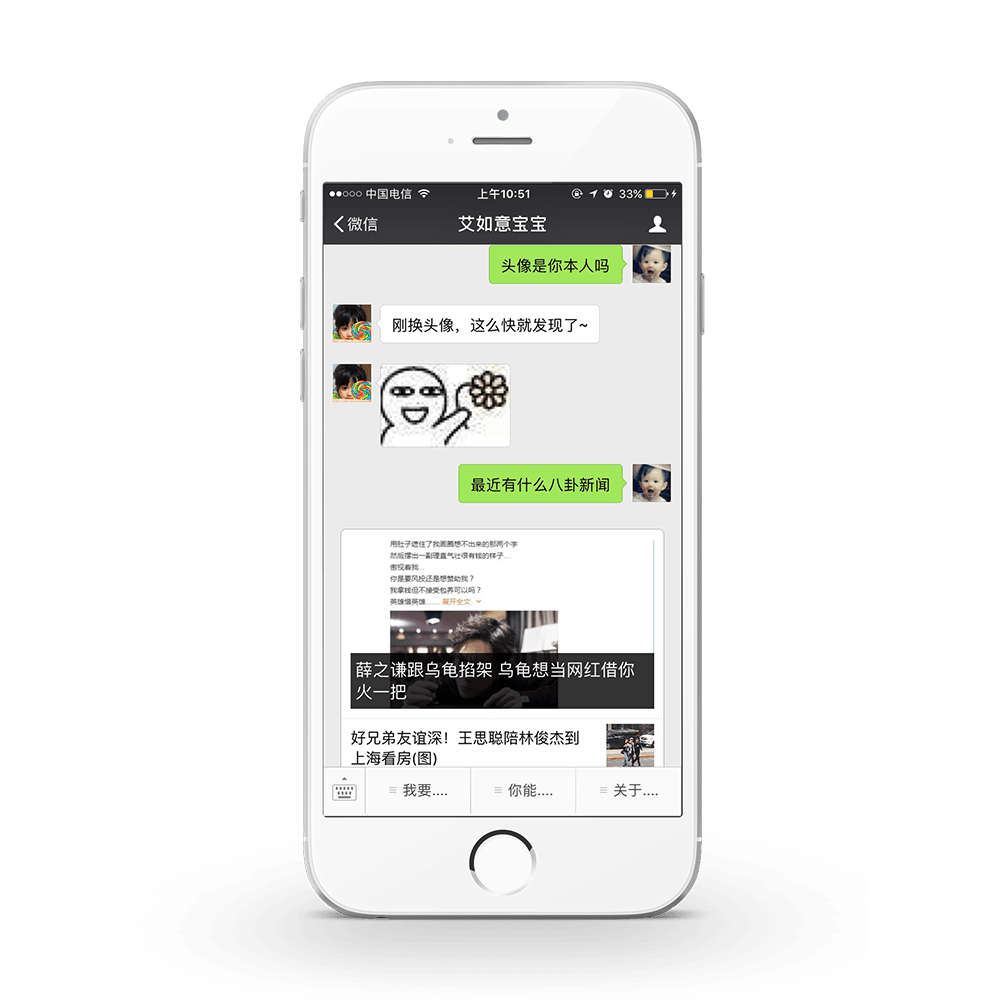 中国电信 上午10:51 33%
微信 艾如意宝宝
头像是你本人吗
刚换头像，这么快就发现了~
最近有什么八卦新闻
用肚子遮住了我画圈想不出来的那两个字
然后摆出一副理直气壮很有钱的样子...
傲视着我...
你是要风投还是想赞助我？
我拿钱但不接受包养可以吗？
英雄惜英雄...... 展开全文
薛之谦跟乌龟掐架 乌龟想当网红借你
火一把
好兄弟友谊深！王思聪陪林俊杰到
上海看房(图)
我要.... 你能.... 关于....